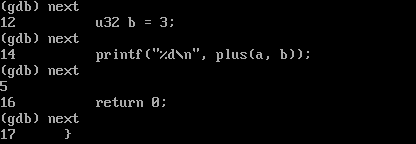 (gdb) next
12          u32 b = 3;
(gdb) next
14          printf("%d\n", plus(a, b));
(gdb) next
5
16          return 0;
(gdb) next
17      }